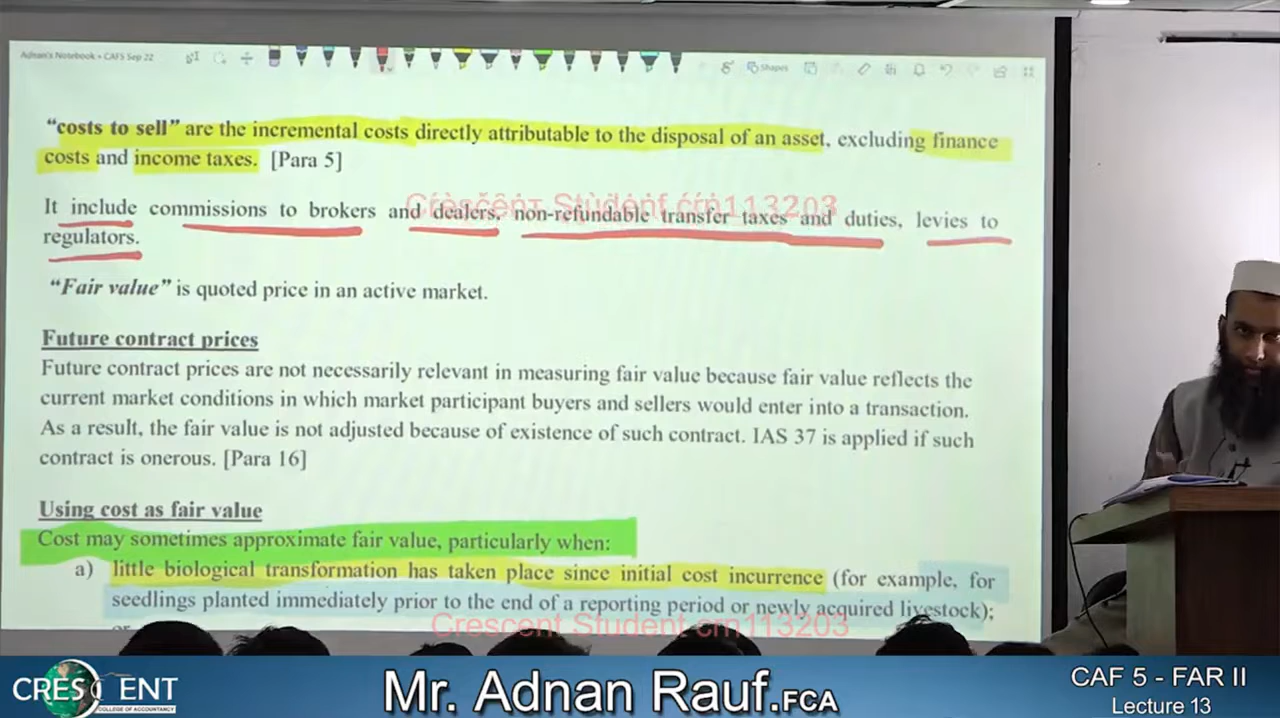 Adnan's Notebook • CAF5 Sep 22
Shapes
“costs to sell” are the incremental costs directly attributable to the disposal of an asset, excluding finance
costs and income taxes. [Para 5]
It include commissions to brokers and dealers, non-refundable transfer taxes and duties, levies to
regulators.
Crescent Student crn113203
“Fair value” is quoted price in an active market.
Future contract prices
Future contract prices are not necessarily relevant in measuring fair value because fair value reflects the
current market conditions in which market participant buyers and sellers would enter into a transaction.
As a result, the fair value is not adjusted because of existence of such contract. IAS 37 is applied if such
contract is onerous. [Para 16]
Using cost as fair value
Cost may sometimes approximate fair value, particularly when:
a) little biological transformation has taken place since initial cost incurrence (for example, for
seedlings planted immediately prior to the end of a reporting period or newly acquired livestock);
or
Crescent Student crn113203
CRESCENT
COLLEGE OF ACCOUNTANCY
Mr. Adnan Rauf.FCA
CAF 5 - FAR II
Lecture 13